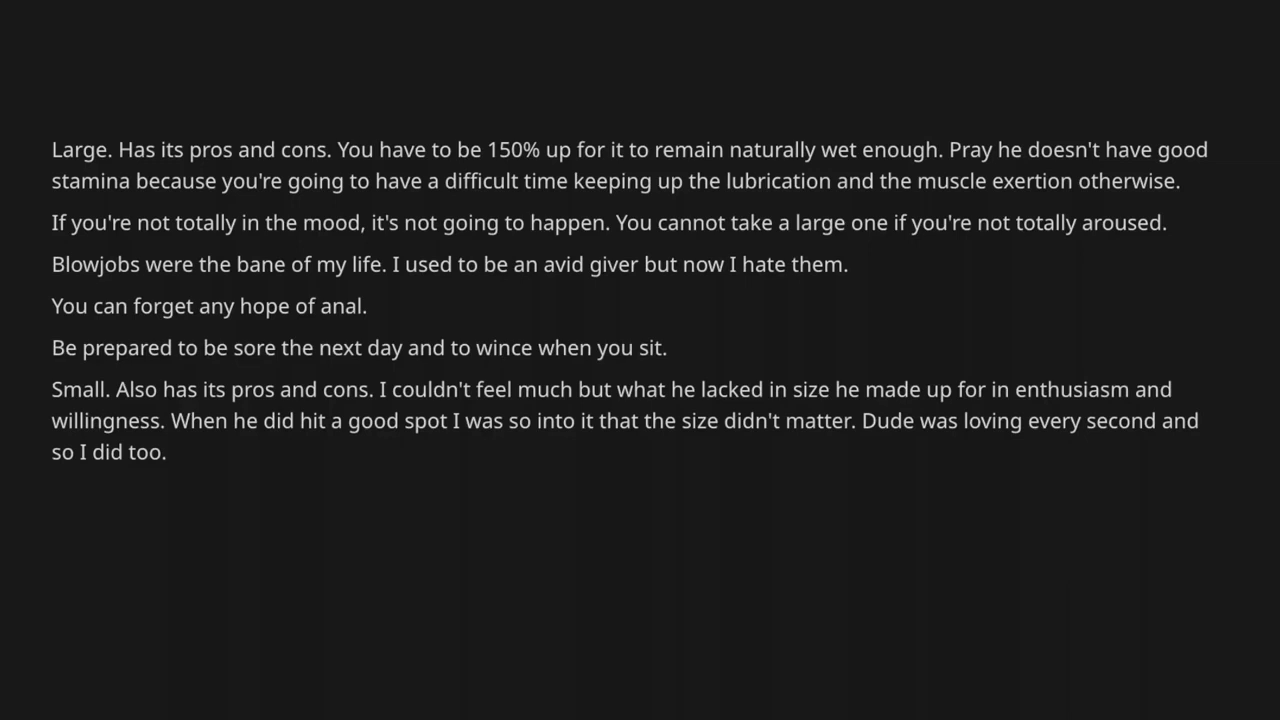 Large. Has its pros and cons. You have to be 150% up for it to remain naturally wet enough. Pray he doesn't have good
stamina because you're going to have a difficult time keeping up the lubrication and the muscle exertion otherwise.
If you're not totally in the mood, it's not going to happen. You cannot take a large one if you're not totally aroused.
Blowjobs were the bane of my life. I used to be an avid giver but now I hate them.
You can forget any hope of anal.
Be prepared to be sore the next day and to wince when you sit.
Small. Also has its pros and cons. I couldn't feel much but what he lacked in size he made up for in enthusiasm and
willingness. When he did hit a good spot I was so into it that the size didn't matter. Dude was loving every second and
so I did too.